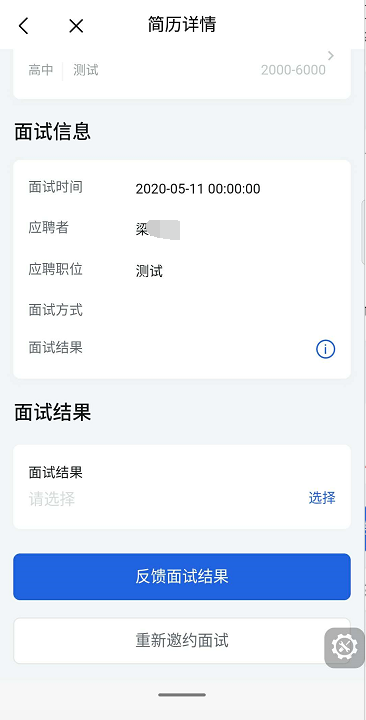 简历详情
高中 测试 2000-6000
面试信息
面试时间 2020-05-11 00:00:00
应聘者 梁
应聘职位 测试
面试方式
面试结果
面试结果
面试结果
请选择 选择
反馈面试结果
重新邀约面试